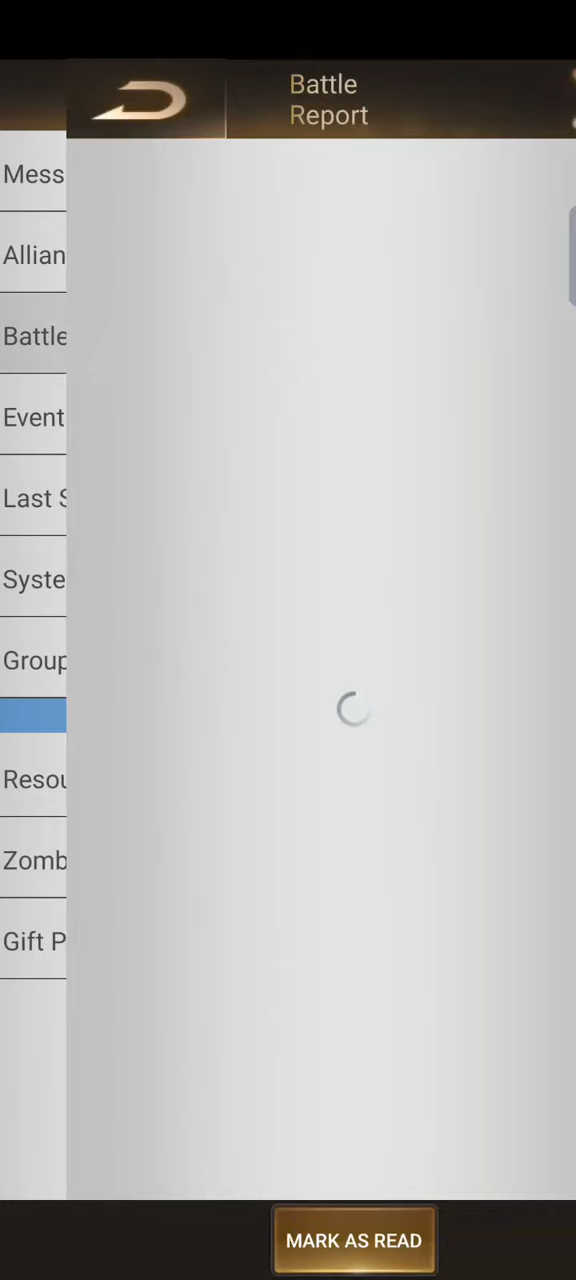 Battle
Report
Mess
Allian
Battle
Event
Last S
Syste
Group
Resou
Zomb
Gift P
MARK AS READ